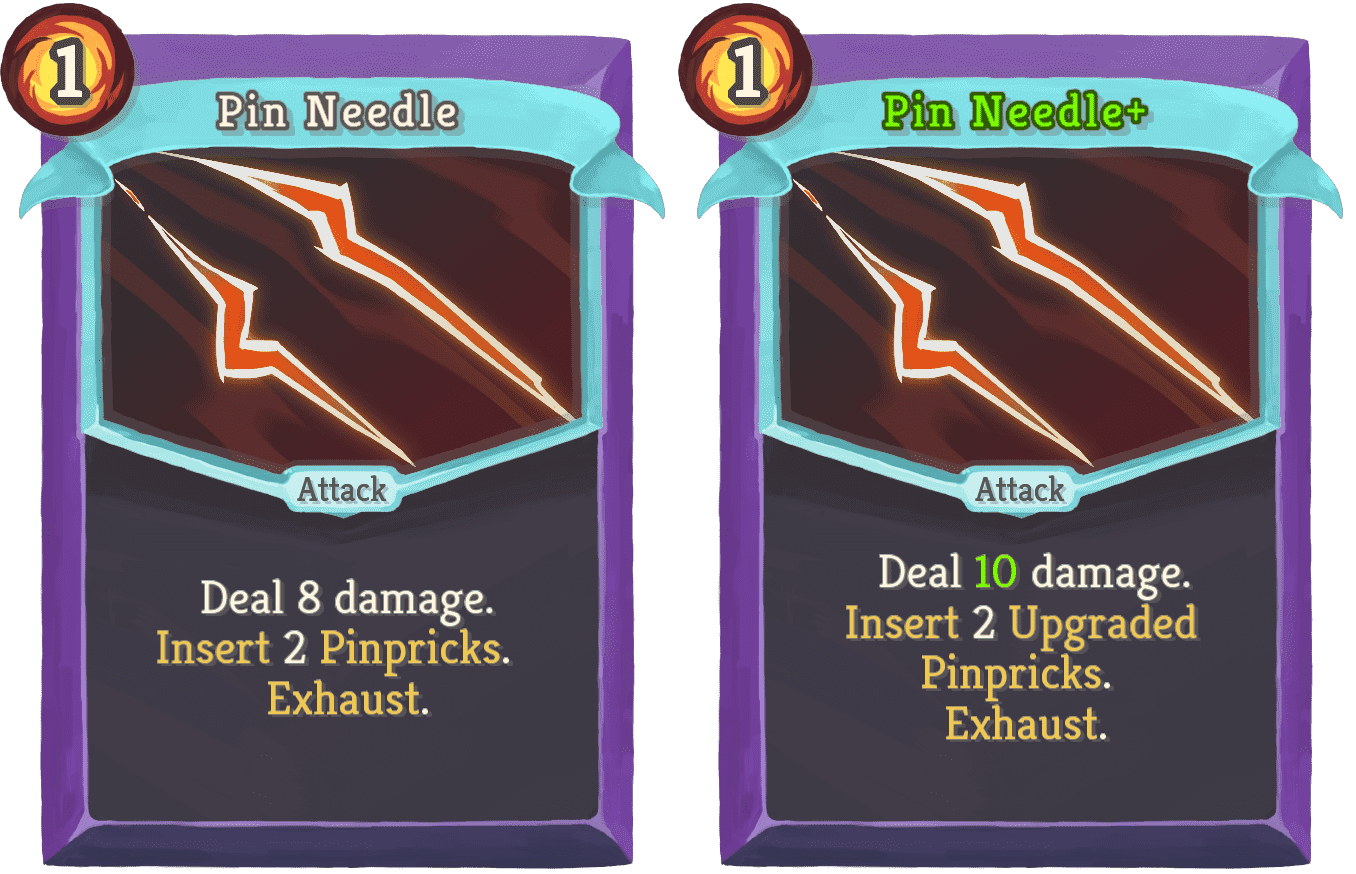 1
Pin Needle
Attack
Deal 8 damage.
Insert 2 Pinpricks.
Exhaust.
1
Pin Needle+
Attack
Deal 10 damage.
Insert 2 Upgraded
Pinpricks.
Exhaust.